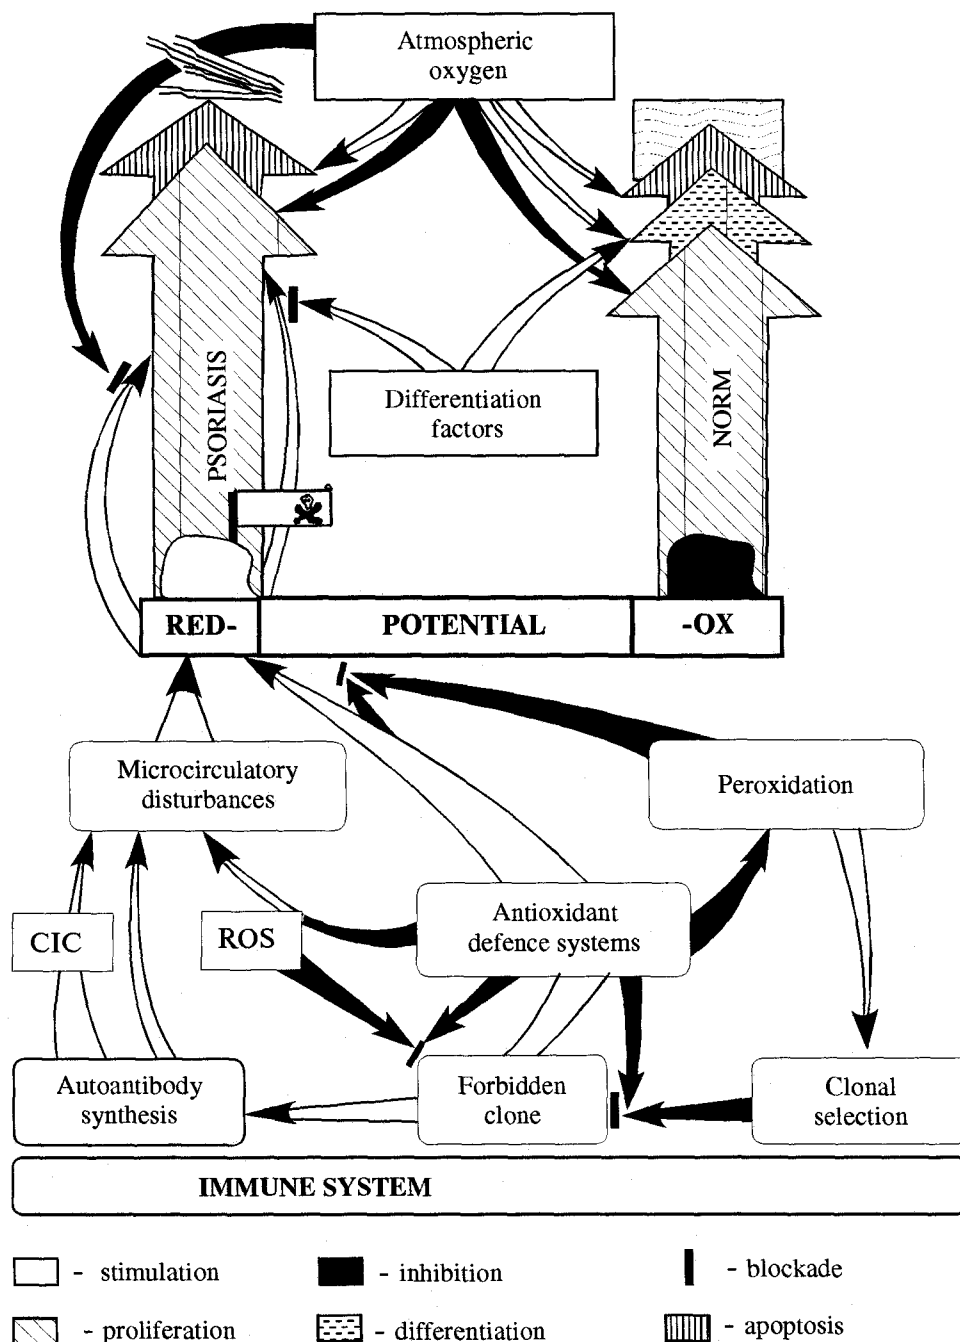 Atmospheric
oxygen
PSORIASIS
NORM
Differentiation
factors
RED-
POTENTIAL
-OX
Microcirculatory
disturbances
Peroxidation
CIC
ROS
Antioxidant
defence systems
Autoantibody
synthesis
Forbidden
clone
Clonal
selection
IMMUNE SYSTEM
- stimulation
- inhibition
- blockade
- proliferation
- differentiation
- apoptosis